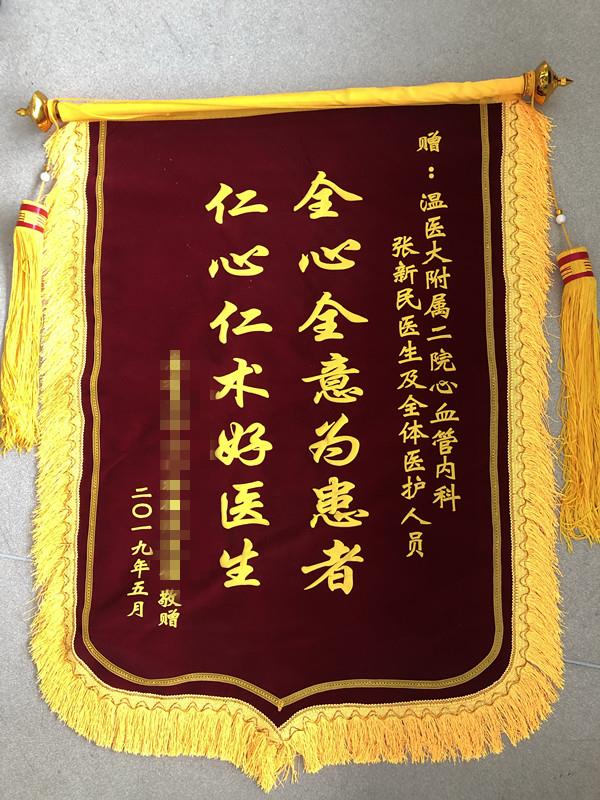 赠：温医大附属二院心血管内科
张新民医生及全体医护人员
全心全意为患者
仁心仁术好医生
敬赠
二〇一九年五月